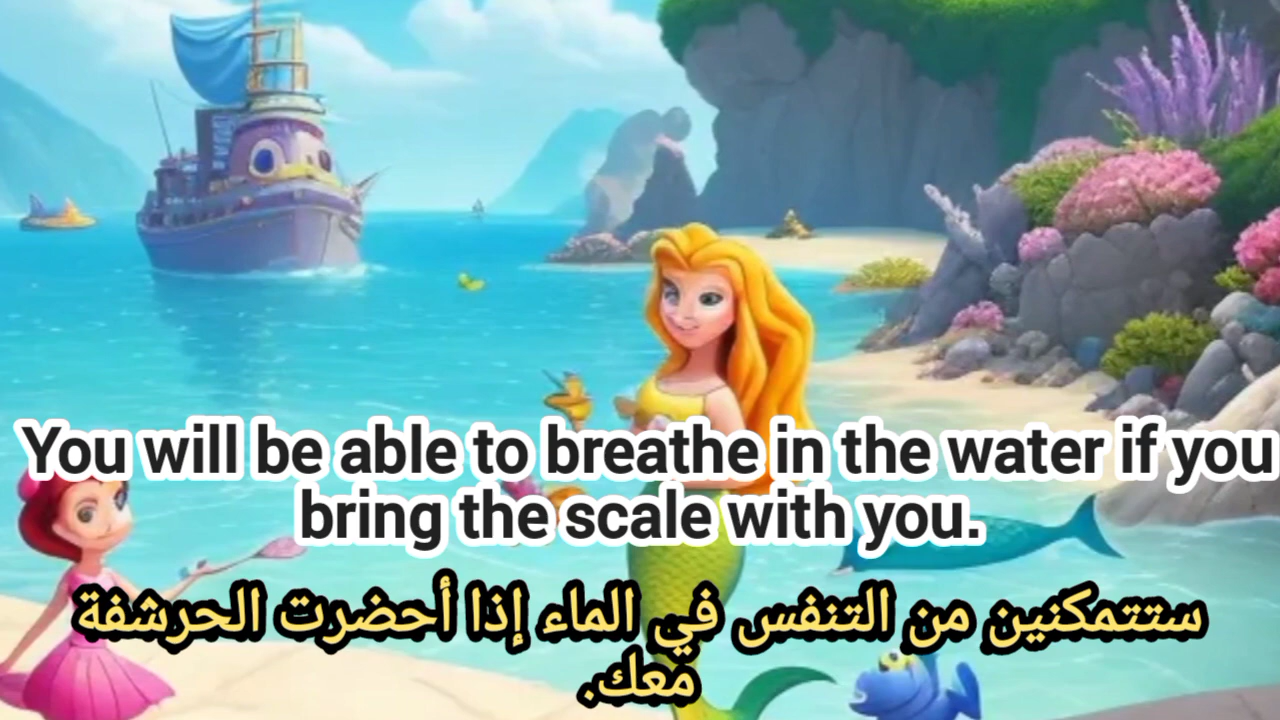 You will be able to breathe in the water if you
bring the scale with you.
ستتمكنين من التنفس في الماء إذا أحضرت الحرشفة
معك.